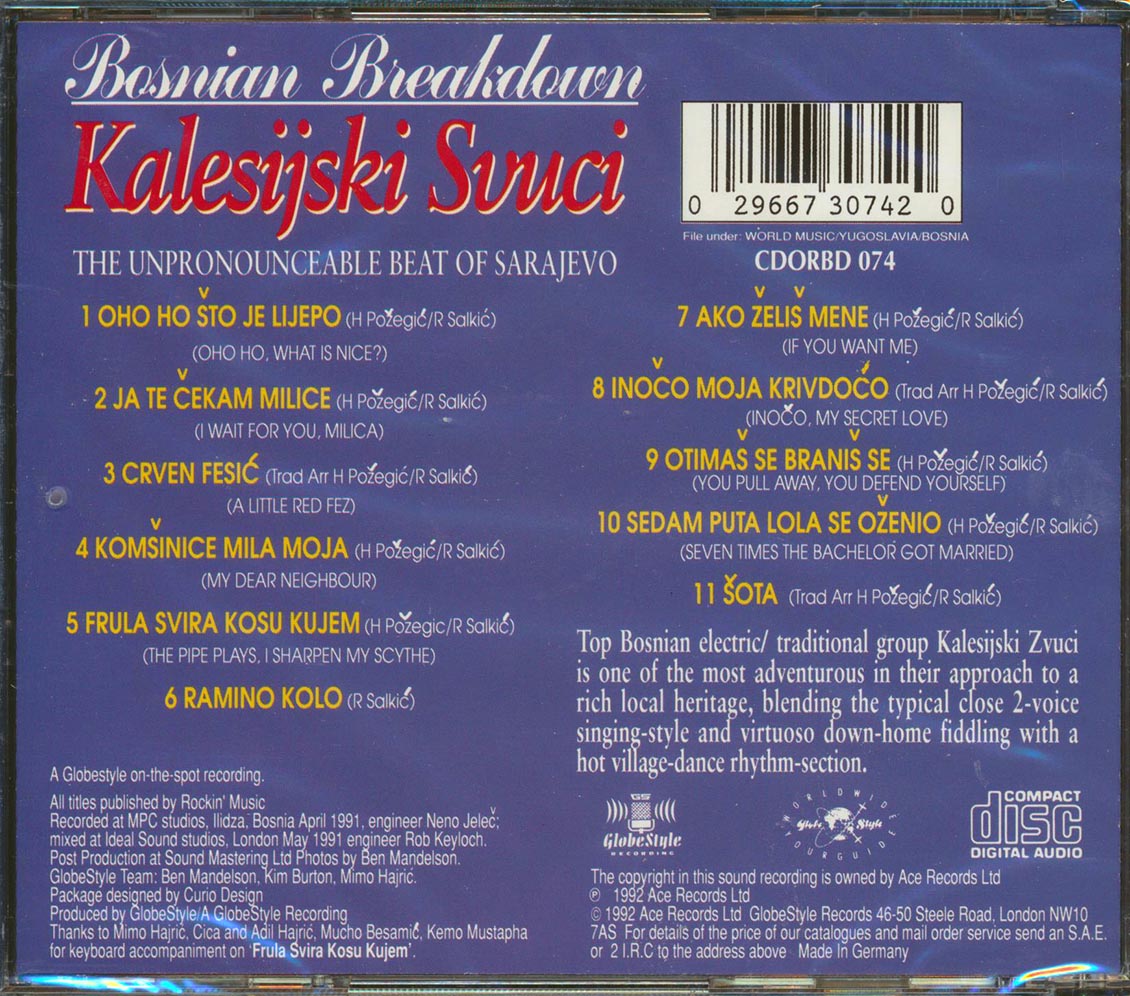 Bosnian Breakdown
Kalesijski Svuci
THE UNPRONOUNCEABLE BEAT OF SARAJEVO
0 29667 30742 0
File under: WORLD MUSIC/YUGOSLAVIA/BOSNIA
CDORBD 074
1 OHO HO ŠTO JE LIJEPO (H Požegić/R Salkić)
(OHO HO, WHAT IS NICE?)
2 JA TE ČEKAM MILICE (H Požegić/R Salkić)
(I WAIT FOR YOU, MILICA)
3 CRVEN FESIĆ (Trad Arr H Požegić/R Salkić)
(A LITTLE RED FEZ)
4 KOMŠINICE MILA MOJA (H Požegić/R Salkić)
(MY DEAR NEIGHBOUR)
5 FRULA SVIRA KOSU KUJEM (H Požegic/R Salkić)
(THE PIPE PLAYS, I SHARPEN MY SCYTHE)
6 RAMINO KOLO (R Salkić)
7 AKO ŽELIŠ MENE (H Požegić/R Salkić)
(IF YOU WANT ME)
8 INOČO MOJA KRIVDOĆO (Trad Arr H Požegić/R Salkić)
(INOČO, MY SECRET LOVE)
9 OTIMAŠ SE BRANIŠ SE (H Požegić/R Salkić)
(YOU PULL AWAY, YOU DEFEND YOURSELF)
10 SEDAM PUTA LOLA SE OŽENIO (H Požegić/R Salkić)
(SEVEN TIMES THE BACHELOR GOT MARRIED)
11 ŠOTA (Trad Arr H Požegić/R Salkić)
Top Bosnian electric/ traditional group Kalesijski Zvuci
is one of the most adventurous in their approach to a
rich local heritage, blending the typical close 2-voice
singing-style and virtuoso down-home fiddling with a
hot village-dance rhythm-section.
A Globestyle on-the-spot recording.
All titles published by Rockin' Music
Recorded at MPC studios, Ilidza, Bosnia April 1991, engineer Neno Jeleč;
mixed at Ideal Sound studios, London May 1991 engineer Rob Keyloch.
Post Production at Sound Mastering Ltd Photos by Ben Mandelson.
GlobeStyle Team: Ben Mandelson, Kim Burton, Mimo Hajrić.
Package designed by Curio Design
Produced by GlobeStyle/A GlobeStyle Recording
Thanks to Mimo Hajrić, Cica and Adil Hajrić, Mucho Besamić, Kemo Mustapha
for keyboard accompaniment on 'Frula Svira Kosu Kujem'.
GS
GlobeStyle
RECORDING
WORLDWIDE
Globe Style
YOUR GUIDE
COMPACT
disc
DIGITAL AUDIO
The copyright in this sound recording is owned by Ace Records Ltd
℗ 1992 Ace Records Ltd
© 1992 Ace Records Ltd GlobeStyle Records 46-50 Steele Road, London NW10
7AS For details of the price of our catalogues and mail order service send an S.A.E.
or 2 I.R.C to the address above Made In Germany